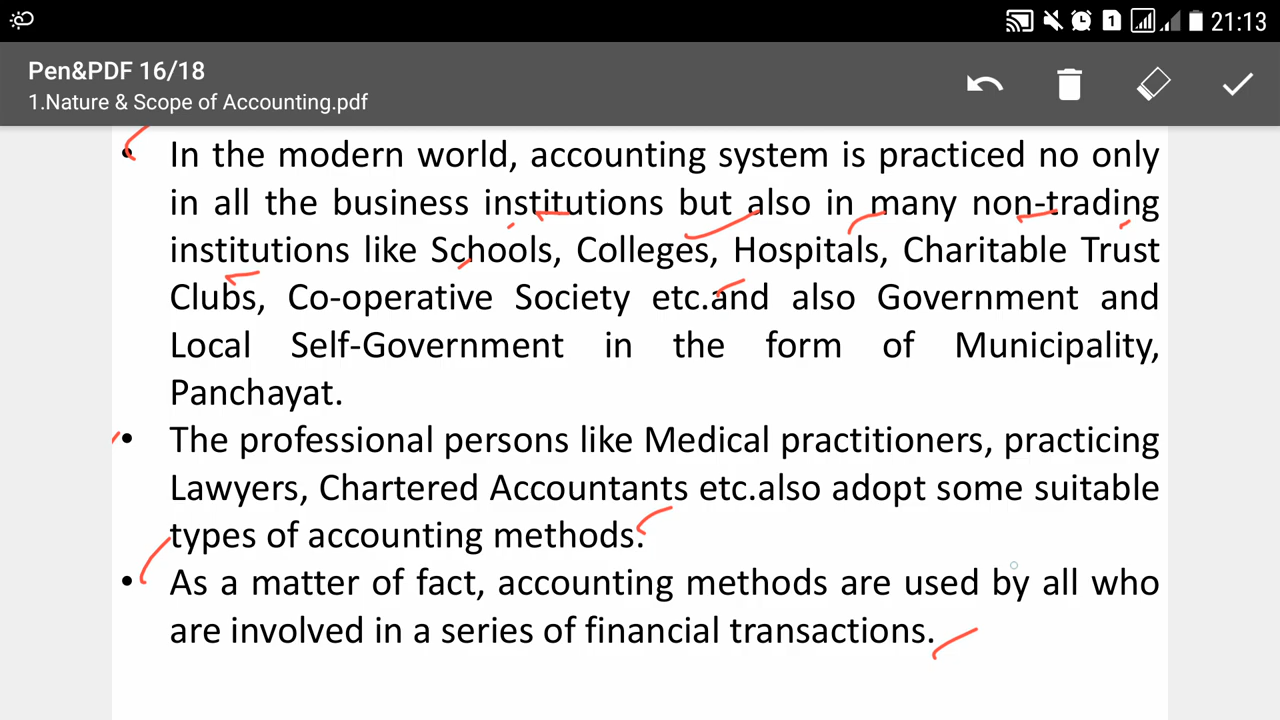 1 21:13
Pen&PDF 16/18
1.Nature & Scope of Accounting.pdf
• In the modern world, accounting system is practiced no only
in all the business institutions but also in many non-trading
institutions like Schools, Colleges, Hospitals, Charitable Trust
Clubs, Co-operative Society etc.and also Government and
Local Self-Government in the form of Municipality,
Panchayat.
• The professional persons like Medical practitioners, practicing
Lawyers, Chartered Accountants etc.also adopt some suitable
types of accounting methods.
• As a matter of fact, accounting methods are used by all who
are involved in a series of financial transactions.